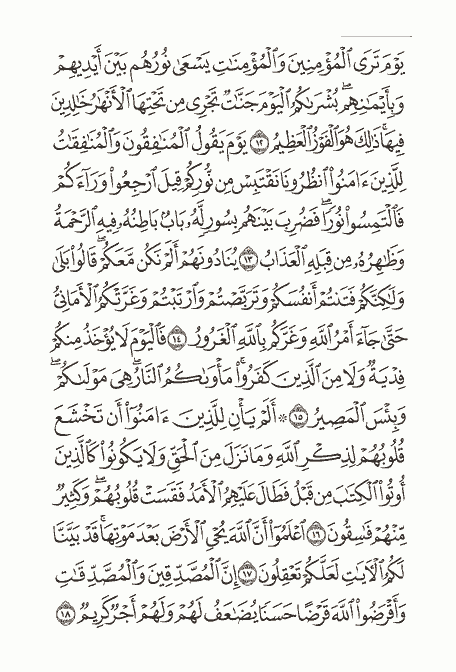 يَوْمَ تَرَى ٱلْمُؤْمِنِينَ وَٱلْمُؤْمِنَٰتِ يَسْعَىٰ نُورُهُم بَيْنَ أَيْدِيهِمْ
وَبِأَيْمَٰنِهِمۖ بُشْرَىٰكُمُ ٱلْيَوْمَ جَنَّٰتٌ تَجْرِى مِن تَحْتِهَا ٱلْأَنْهَٰرُ خَٰلِدِينَ
فِيهَاۚ ذَٰلِكَ هُوَ ٱلْفَوْزُ ٱلْعَظِيمُ ١٢ يَوْمَ يَقُولُ ٱلْمُنَٰفِقُونَ وَٱلْمُنَٰفِقَٰتُ
لِلَّذِينَ ءَامَنُوا۟ ٱنظُرُونَا نَقْتَبِسْ مِن نُّورِكُمْ قِيلَ ٱرْجِعُوا۟ وَرَآءَكُمْ
فَٱلْتَمِسُوا۟ نُورًاۖ فَضُرِبَ بَيْنَهُم بِسُورٍ لَّهُۥ بَابٌۢ بَاطِنُهُۥ فِيهِ ٱلرَّحْمَةُ
وَظَٰهِرُهُۥ مِن قِبَلِهِ ٱلْعَذَابُ ١٣ يُنَادُونَهُمْ أَلَمْ نَكُن مَّعَكُمْۖ قَالُوا۟ بَلَىٰ
وَلَٰكِنَّكُمْ فَتَنتُمْ أَنفُسَكُمْ وَتَرَبَّصْتُمْ وَٱرْتَبْتُمْ وَغَرَّتْكُمُ ٱلْأَمَانِىُّ
حَتَّىٰ جَآءَ أَمْرُ ٱللَّهِ وَغَرَّكُم بِٱللَّهِ ٱلْغَرُورُ ١٤ فَٱلْيَوْمَ لَا يُؤْخَذُ مِنكُمْ
فِدْيَةٌ وَلَا مِنَ ٱلَّذِينَ كَفَرُوا۟ۚ مَأْوَىٰكُمُ ٱلنَّارُۖ هِىَ مَوْلَىٰكُمْۖ
وَبِئْسَ ٱلْمَصِيرُ ١٥ ۞ أَلَمْ يَأْنِ لِلَّذِينَ ءَامَنُوٓا۟ أَن تَخْشَعَ
قُلُوبُهُمْ لِذِكْرِ ٱللَّهِ وَمَا نَزَلَ مِنَ ٱلْحَقِّ وَلَا يَكُونُوا۟ كَٱلَّذِينَ
أُوتُوا۟ ٱلْكِتَٰبَ مِن قَبْلُ فَطَالَ عَلَيْهِمُ ٱلْأَمَدُ فَقَسَتْ قُلُوبُهُمْۖ وَكَثِيرٌ
مِّنْهُمْ فَٰسِقُونَ ١٦ ٱعْلَمُوٓا۟ أَنَّ ٱللَّهَ يُحْىِ ٱلْأَرْضَ بَعْدَ مَوْتِهَاۚ قَدْ بَيَّنَّا
لَكُمُ ٱلْءَايَٰتِ لَعَلَّكُمْ تَعْقِلُونَ ١٧ إِنَّ ٱلْمُصَّدِّقِينَ وَٱلْمُصَّدِّقَٰتِ
وَأَقْرَضُوا۟ ٱللَّهَ قَرْضًا حَسَنًا يُضَٰعَفُ لَهُمْ وَلَهُمْ أَجْرٌ كَرِيمٌ ١٨